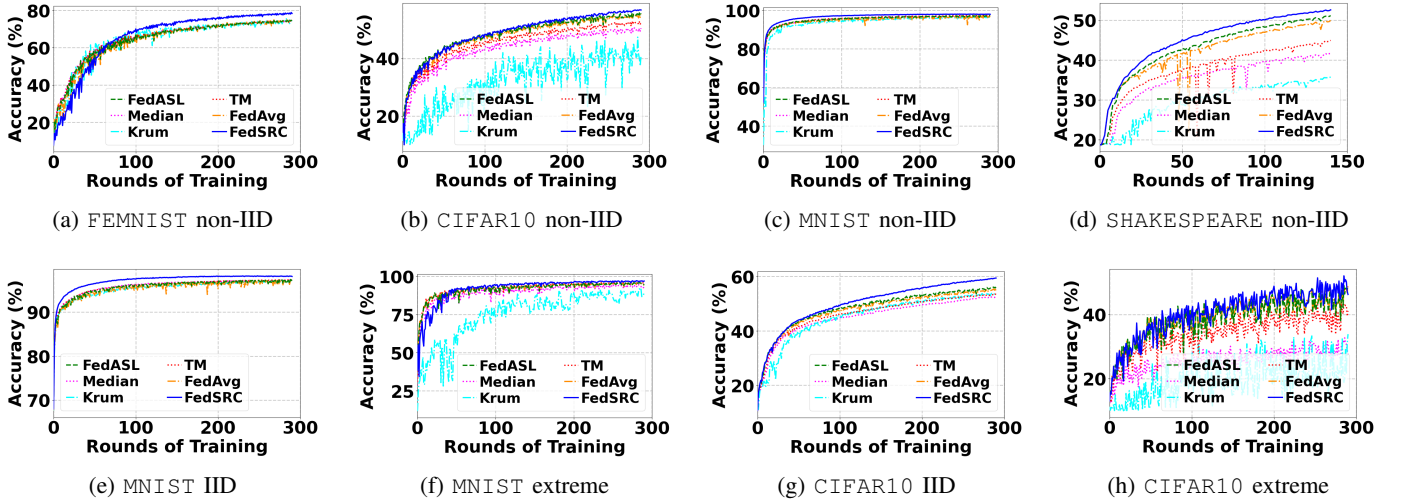 Accuracy (%)
80
60
40
20
FedASL
Median
Krum
TM
FedAvg
FedSRC
0 100 200 300
Rounds of Training
(a) FEMNIST non-IID
Accuracy (%)
40
20
FedASL
Median
Krum
TM
FedAvg
FedSRC
0 100 200 300
Rounds of Training
(b) CIFAR10 non-IID
Accuracy (%)
100
80
60
40
FedASL
Median
Krum
TM
FedAvg
FedSRC
0 100 200 300
Rounds of Training
(c) MNIST non-IID
Accuracy (%)
50
40
30
20
FedASL
Median
Krum
TM
FedAvg
FedSRC
0 50 100 150
Rounds of Training
(d) SHAKESPEARE non-IID
Accuracy (%)
90
80
70
FedASL
Median
Krum
TM
FedAvg
FedSRC
0 100 200 300
Rounds of Training
(e) MNIST IID
Accuracy (%)
100
75
50
25
FedASL
Median
Krum
TM
FedAvg
FedSRC
0 100 200 300
Rounds of Training
(f) MNIST extreme
Accuracy (%)
60
40
20
FedASL
Median
Krum
TM
FedAvg
FedSRC
0 100 200 300
Rounds of Training
(g) CIFAR10 IID
Accuracy (%)
40
20
FedASL
Median
Krum
TM
FedAvg
FedSRC
0 100 200 300
Rounds of Training
(h) CIFAR10 extreme